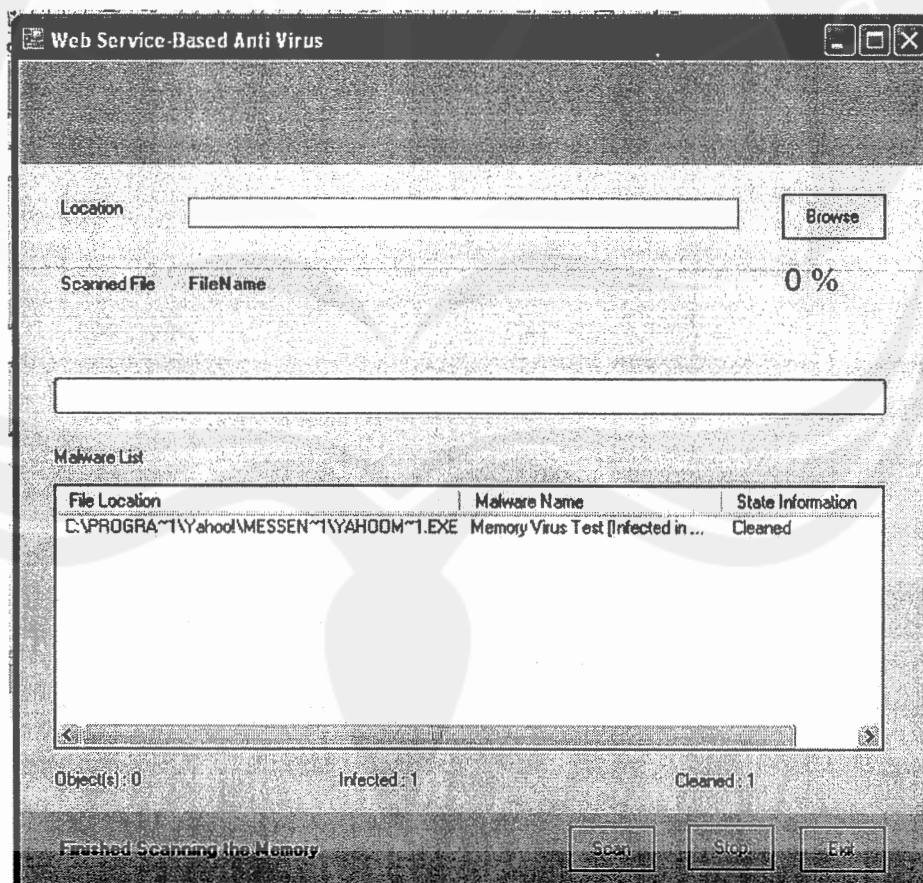 Web Service-Based Anti Virus
Location
Browse
Scanned File FileName 0 %
Malware List
File Location Malware Name State Information
C:\PROGRA~1\Yahoo!\MESSEN~1\YAHOOM~1.EXE Memory Virus Test [Infected in ... Cleaned
Object(s) : 0 Infected : 1 Cleaned : 1
Finished Scanning the Memory Scan Stop Exit